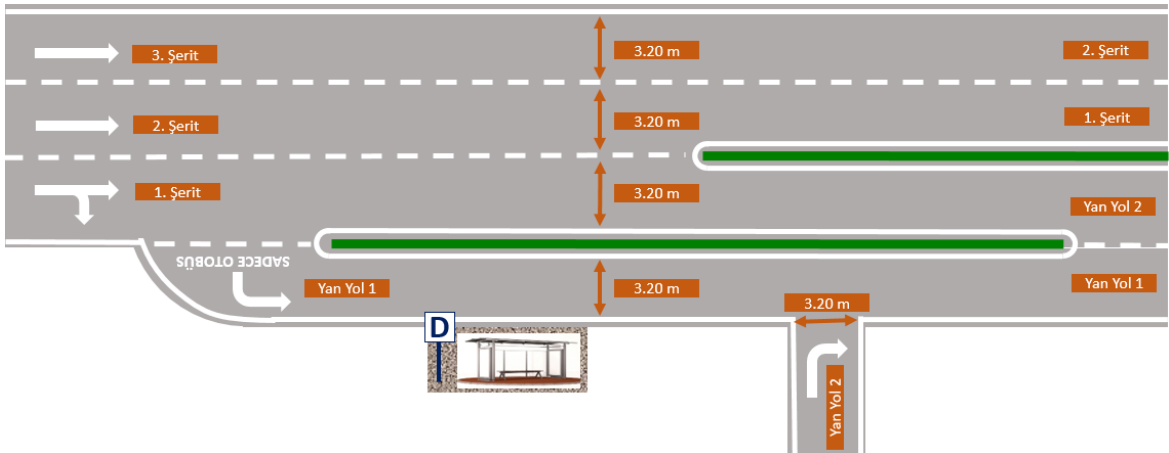 3. Şerit
3.20 m
2. Şerit
2. Şerit
3.20 m
1. Şerit
1. Şerit
3.20 m
Yan Yol 2
SADECE OTOBÜS
Yan Yol 1
3.20 m
Yan Yol 1
3.20 m
D
Yan Yol 2